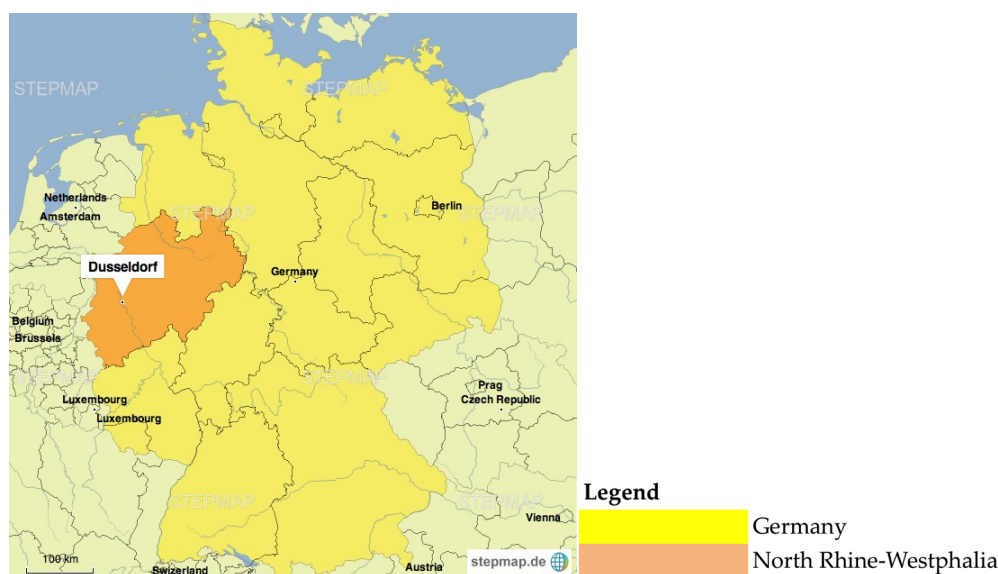 STEPMAP
STEPMAP
Netherlands
Amsterdam
Berlin
STEPMAP
STEPMAP
Dusseldorf
Germany
Belgium
Brussels
STEPMAP
STEPMAP
Prag
Czech Republic
Luxembourg
Luxembourg
STEPMAP
STEPMAP
Vienna
100 km
Swizerland
Austria
stepmap.de
Legend
Germany
North Rhine-Westphalia